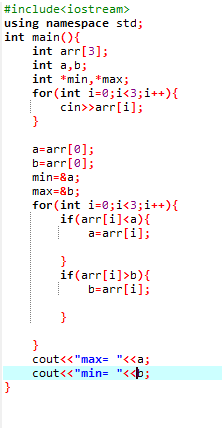 #include<iostream>
using namespace std;
int main(){
    int arr[3];
    int a,b;
    int *min,*max;
    for(int i=0;i<3;i++){
        cin>>arr[i];
    }

    a=arr[0];
    b=arr[0];
    min=&a;
    max=&b;
    for(int i=0;i<3;i++){
        if(arr[i]<a){
            a=arr[i];

        }
        if(arr[i]>b){
            b=arr[i];

        }

    }
    cout<<"max= "<<a;
    cout<<"min= "<<b;
}